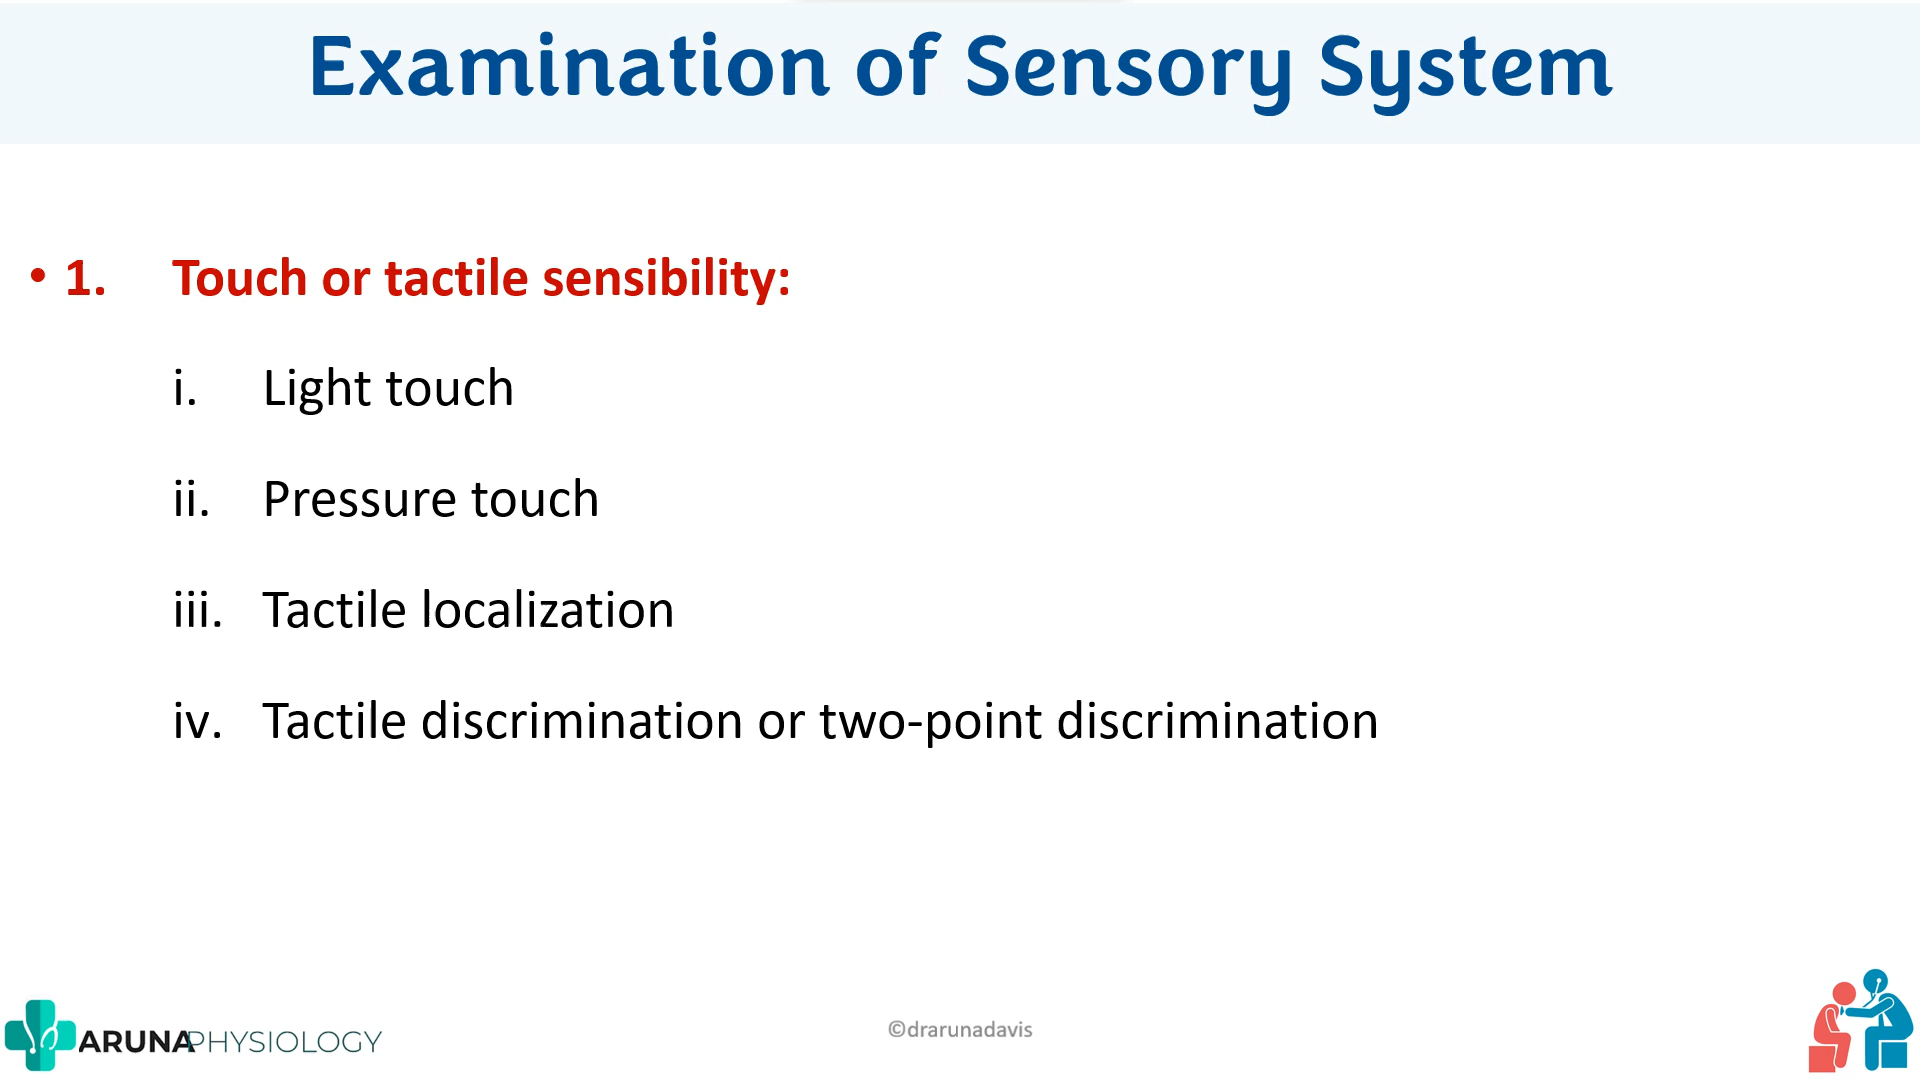 Examination of Sensory System
• 1. Touch or tactile sensibility:
i. Light touch
ii. Pressure touch
iii. Tactile localization
iv. Tactile discrimination or two-point discrimination
ARUNAPHYSIOLOGY
©drarunadavis